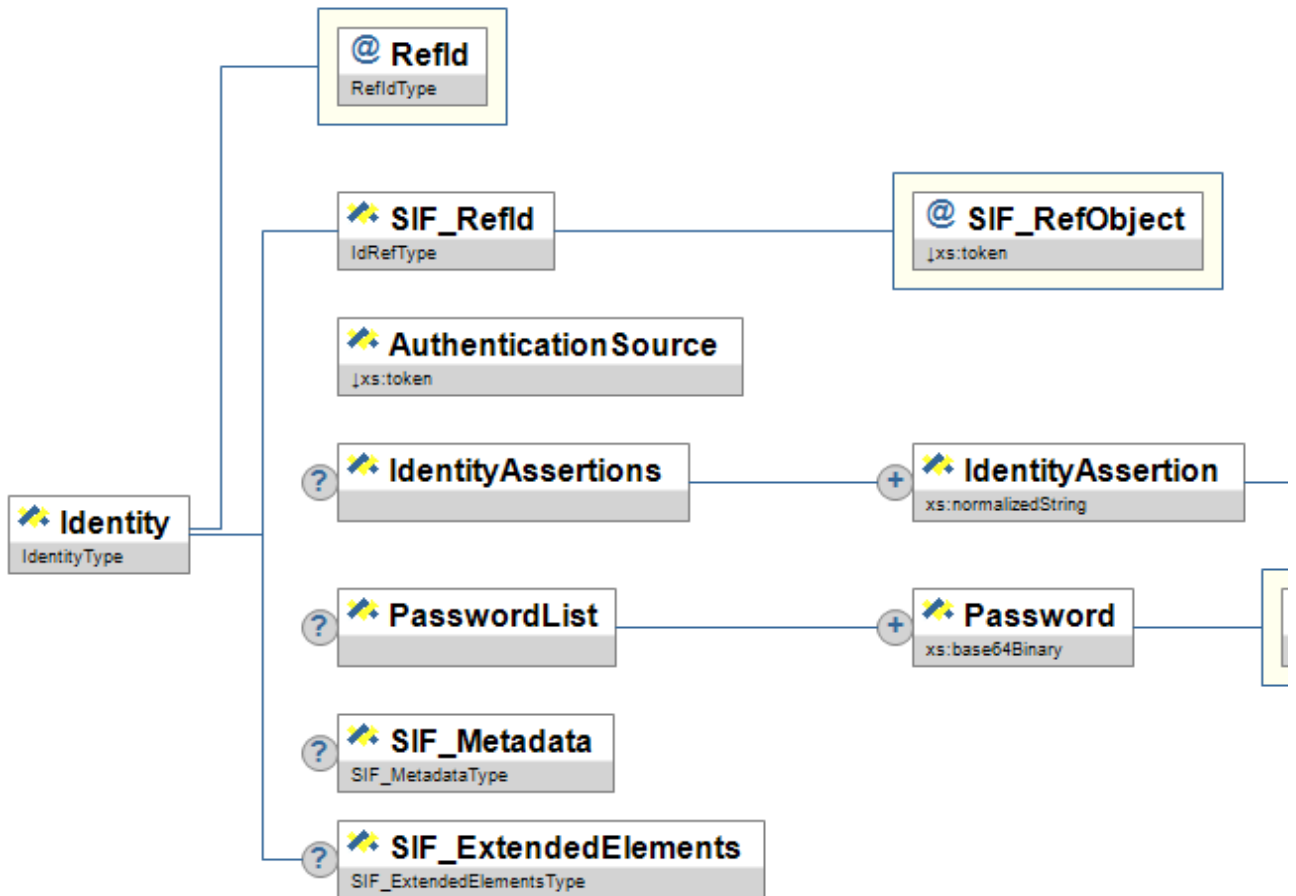 @ RefId
RefIdType
SIF_RefId
IdRefType
@ SIF_RefObject
↓xs:token
AuthenticationSource
↓xs:token
? IdentityAssertions
+ IdentityAssertion
xs:normalizedString
Identity
IdentityType
? PasswordList
+ Password
xs:base64Binary
? SIF_Metadata
SIF_MetadataType
? SIF_ExtendedElements
SIF_ExtendedElementsType